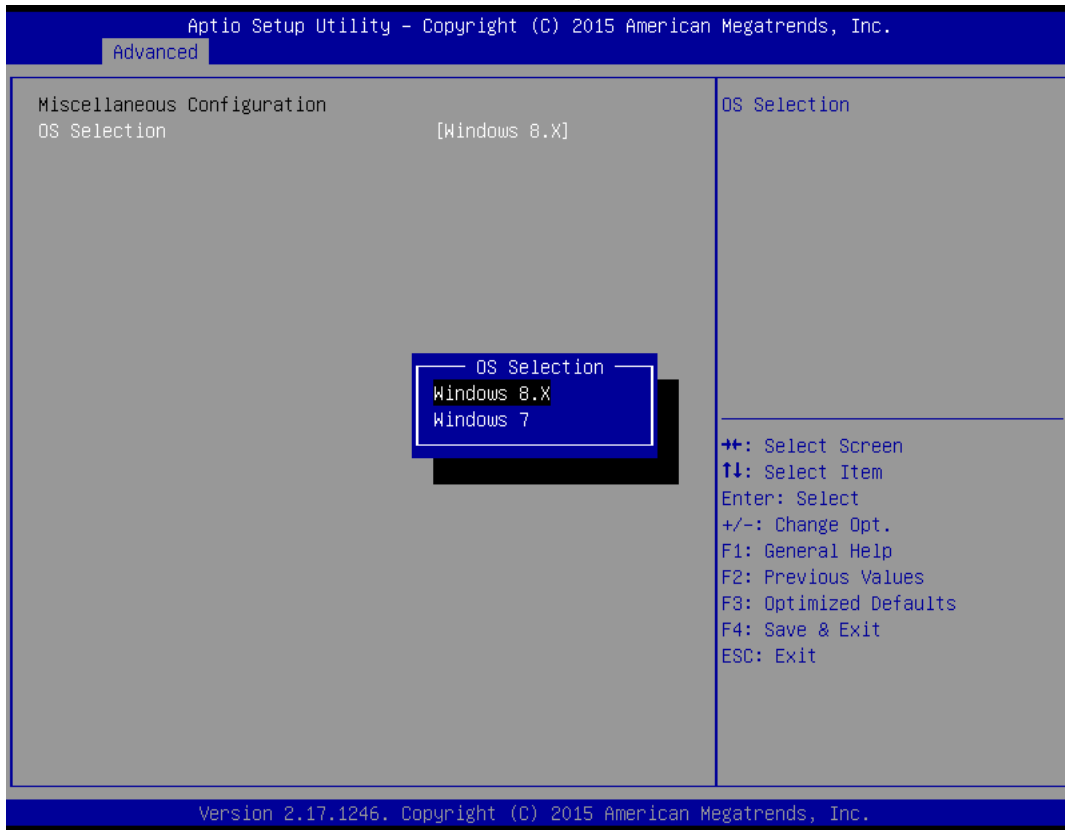 Aptio Setup Utility – Copyright (C) 2015 American Megatrends, Inc.
Advanced
Miscellaneous Configuration
OS Selection [Windows 8.X]
OS Selection
OS Selection
Windows 8.X
Windows 7
→←: Select Screen
↑↓: Select Item
Enter: Select
+/-: Change Opt.
F1: General Help
F2: Previous Values
F3: Optimized Defaults
F4: Save & Exit
ESC: Exit
Version 2.17.1246. Copyright (C) 2015 American Megatrends, Inc.